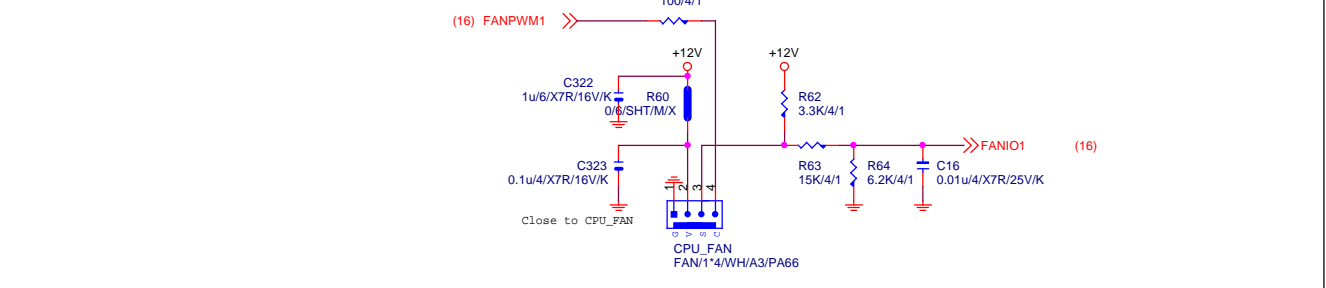 100/4/1
(16) FANPWM1
+12V
+12V
C322
1u/6/X7R/16V/K
R60
0/6/SHT/M/X
R62
3.3K/4/1
FANIO1 (16)
C323
0.1u/4/X7R/16V/K
R63
15K/4/1
R64
6.2K/4/1
C16
0.01u/4/X7R/25V/K
1 2 3 4
Close to CPU_FAN
G V S C
CPU_FAN
FAN/1*4/WH/A3/PA66